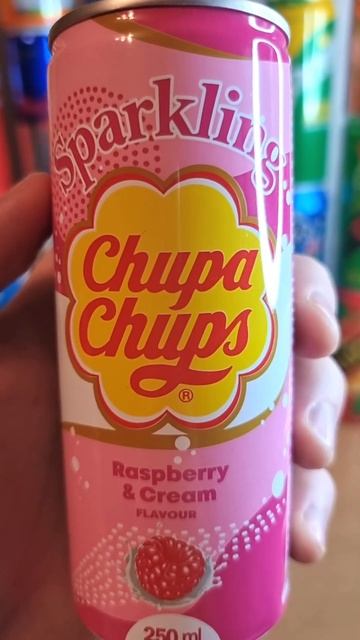 Sparkling
Chupa
Chups
®
Raspberry
& Cream
FLAVOUR
250 ml